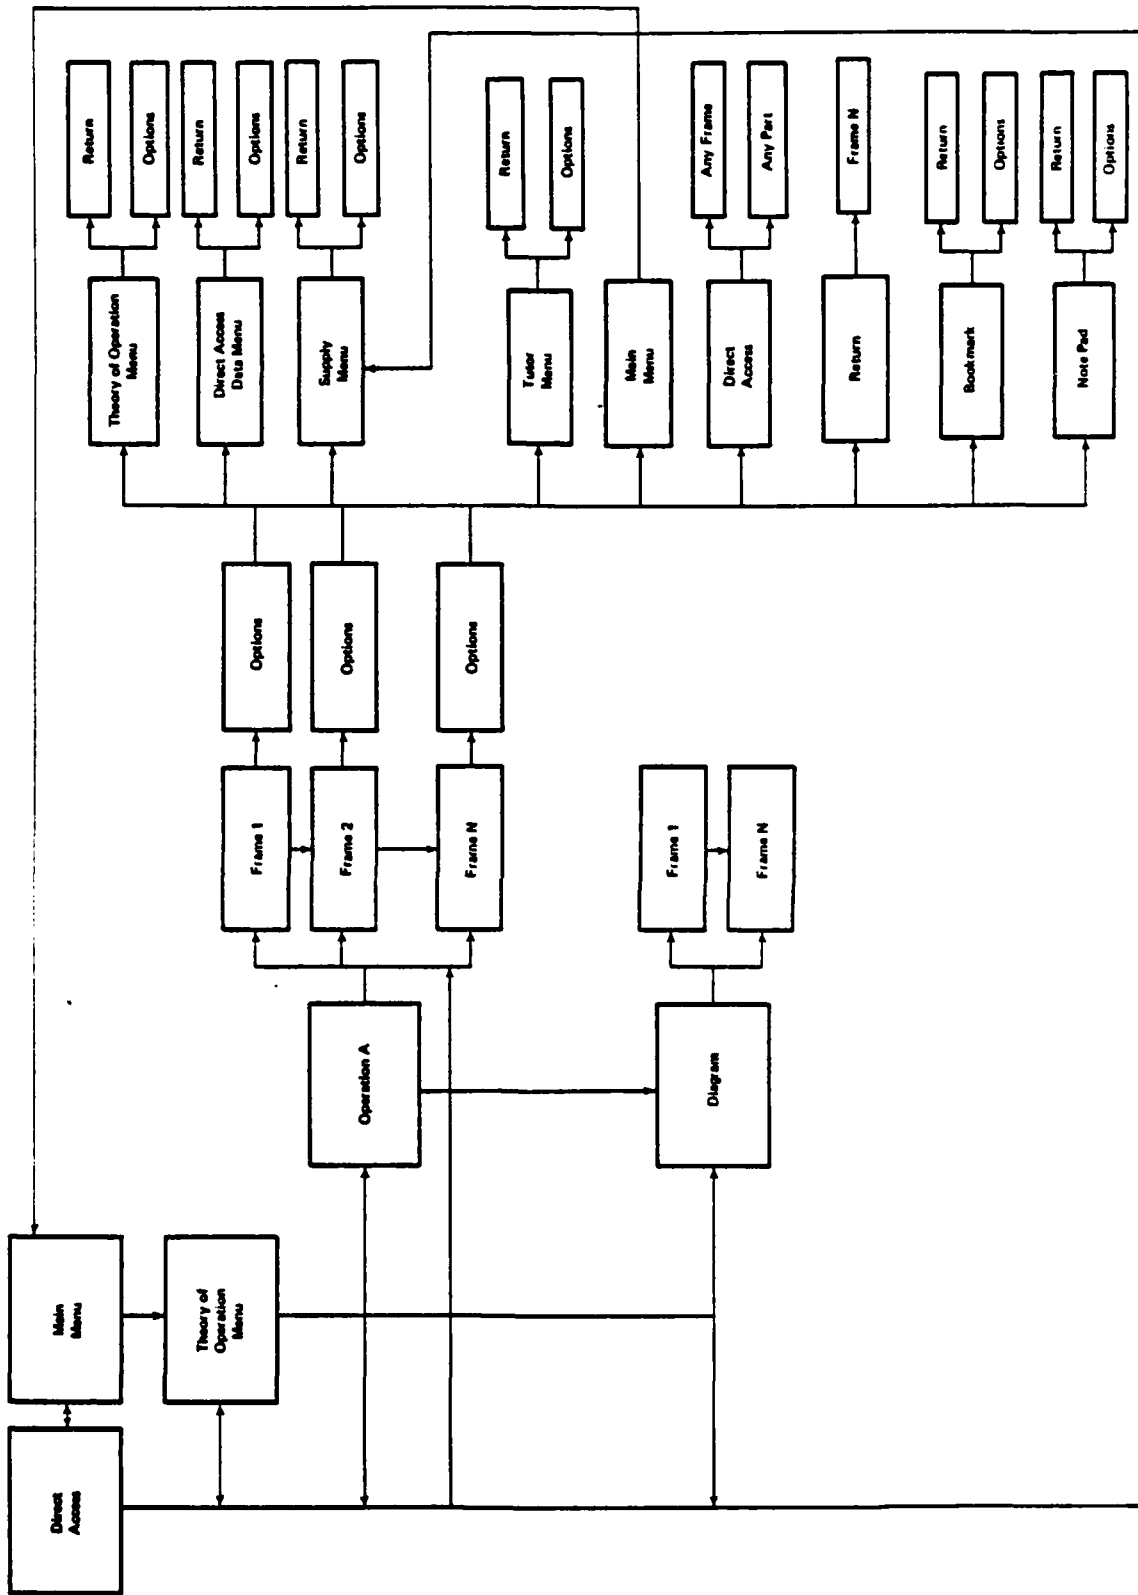 Direct
Access
Main
Menu
Theory of
Operation
Menu
Operation A
Diagram
Frame 1
Frame 2
Frame N
Frame 1
Frame N
Options
Options
Options
Theory of Operation
Menu
Direct Access
Data Menu
Supply
Menu
Tutor
Menu
Main
Menu
Direct
Access
Return
Bookmark
Note Pad
Return
Options
Return
Options
Return
Options
Return
Options
Any Frame
Any Part
Frame N
Return
Options
Return
Options